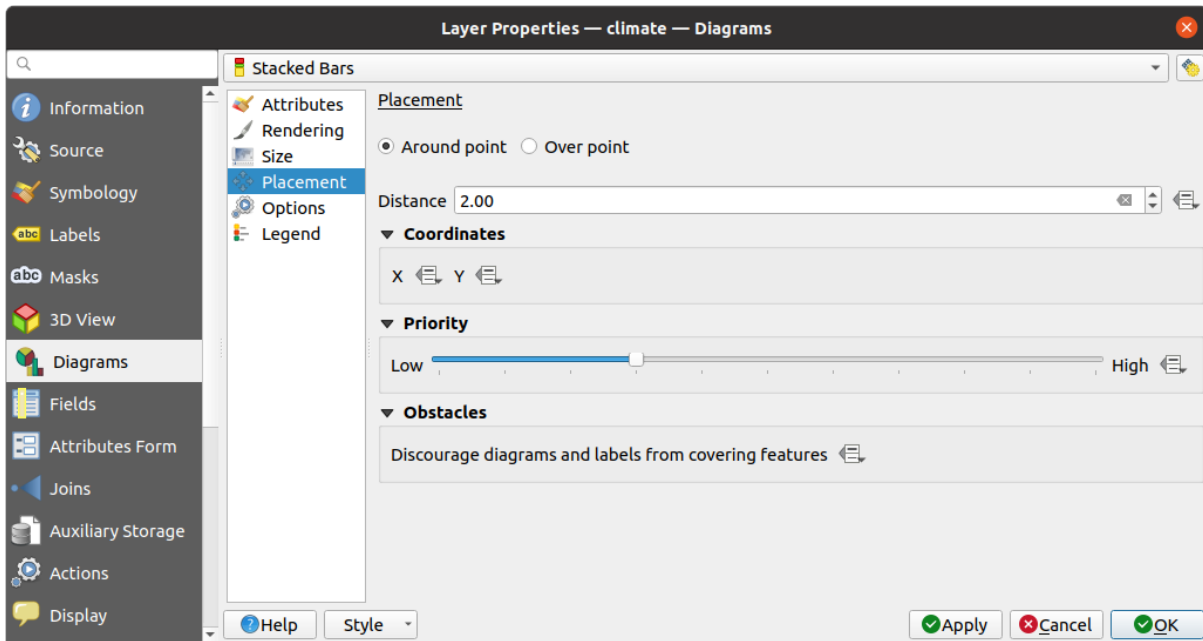 Layer Properties — climate — Diagrams
Stacked Bars
Information
Source
Symbology
abc Labels
abc Masks
3D View
Diagrams
Fields
Attributes Form
Joins
Auxiliary Storage
Actions
Display
Attributes
Rendering
Size
Placement
Options
Legend
Placement
Around point Over point
Distance 2.00
Coordinates
X Y
Priority
Low High
Obstacles
Discourage diagrams and labels from covering features
Help Style Apply Cancel OK